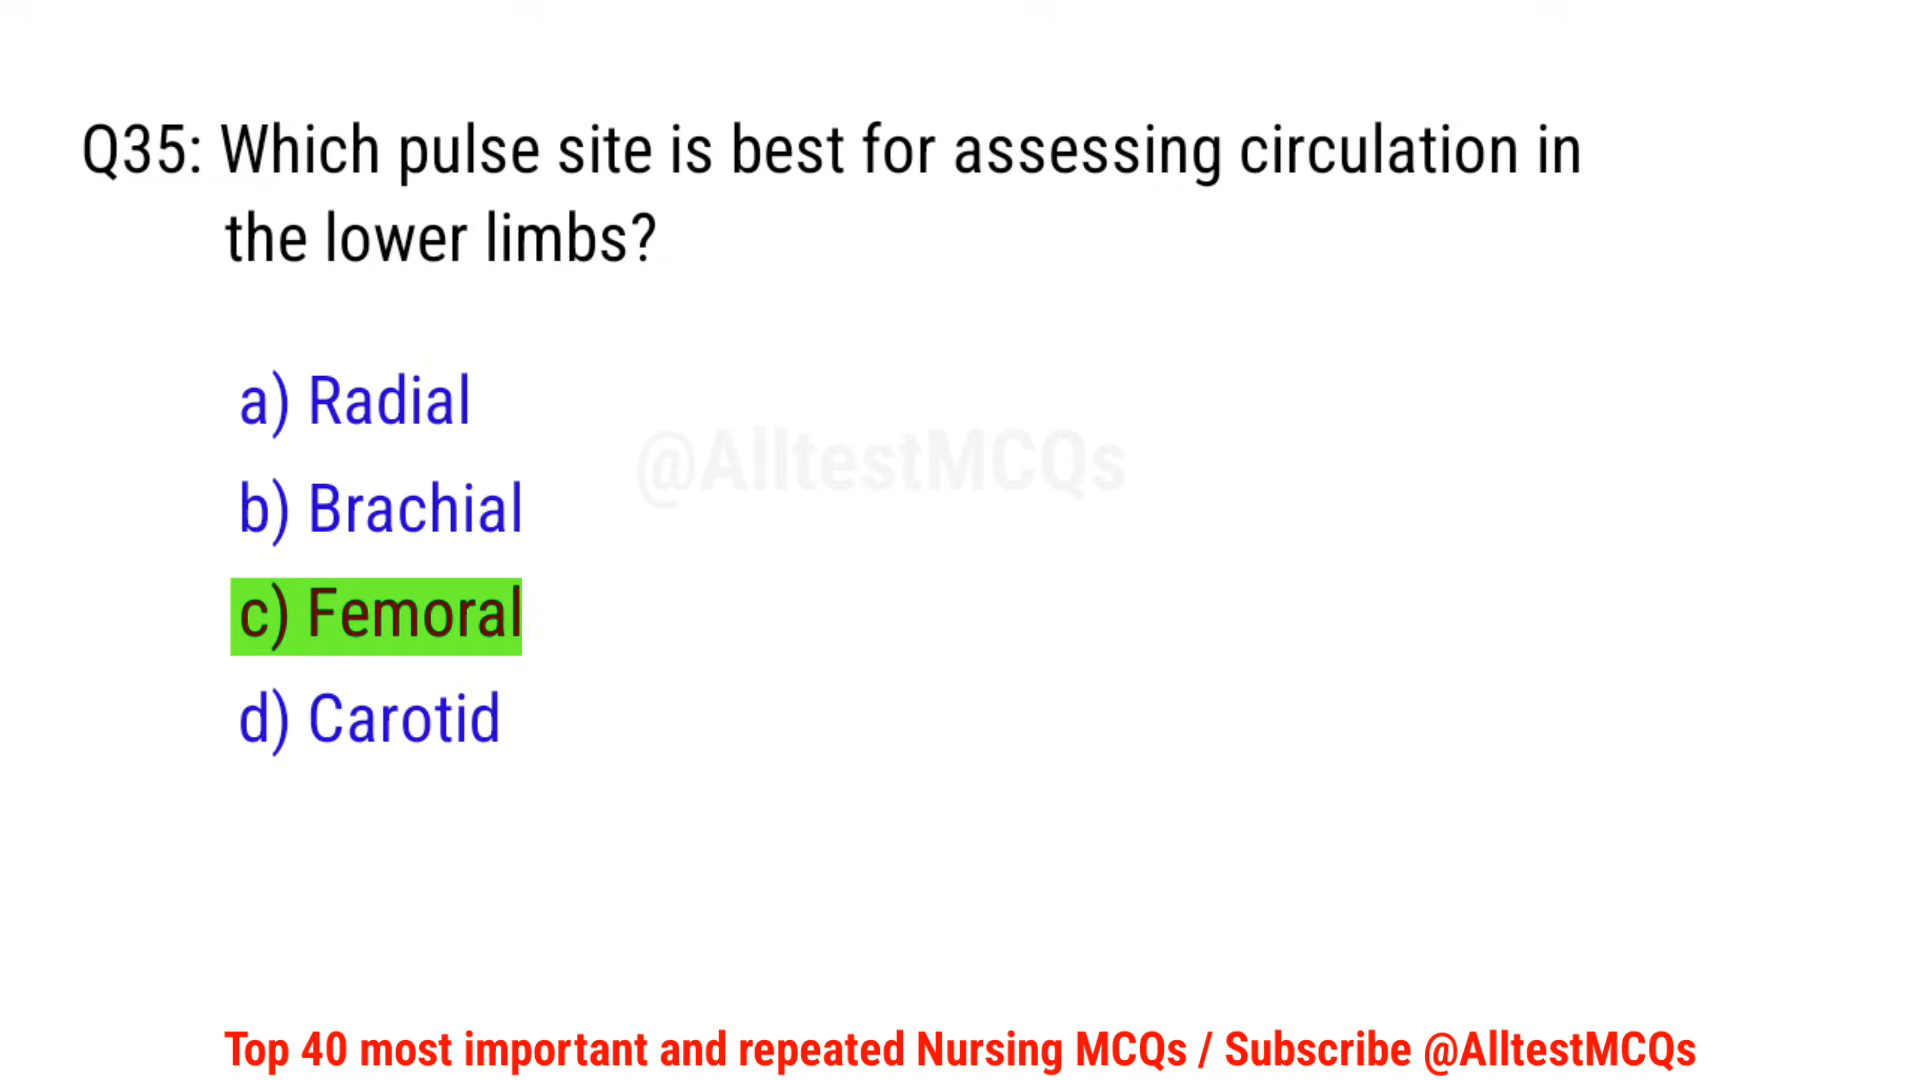 Q35: Which pulse site is best for assessing circulation in
the lower limbs?
a) Radial
@AlltestMCQs
b) Brachial
c) Femoral
d) Carotid
Top 40 most important and repeated Nursing MCQs / Subscribe @AlltestMCQs